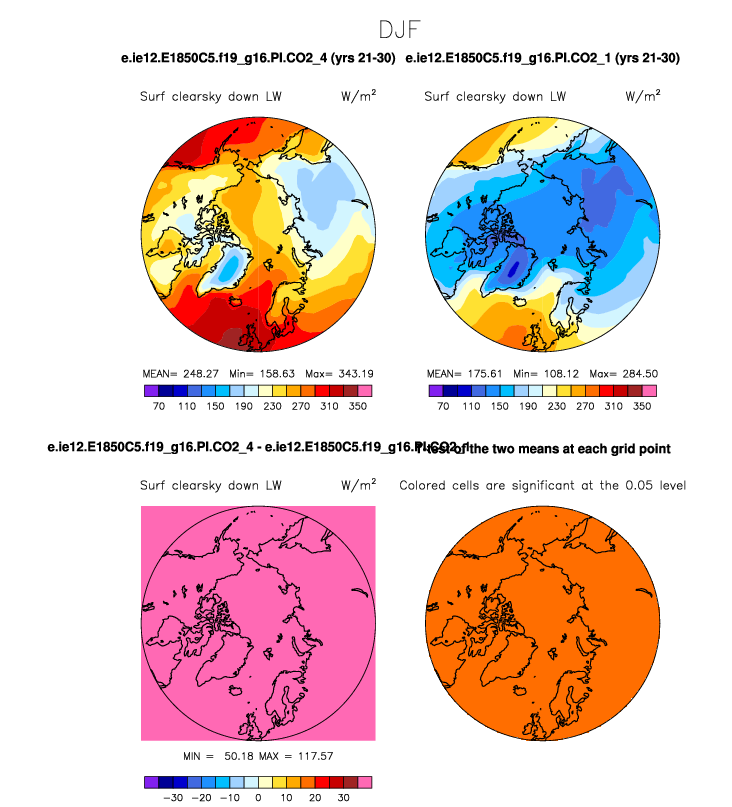 DJF
e.ie12.E1850C5.f19_g16.PI.CO2_4 (yrs 21-30) e.ie12.E1850C5.f19_g16.PI.CO2_1 (yrs 21-30)
Surf clearsky down LW W/m²
Surf clearsky down LW W/m²
MEAN= 248.27 Min= 158.63 Max= 343.19
70 110 150 190 230 270 310 350
MEAN= 175.61 Min= 108.12 Max= 284.50
70 110 150 190 230 270 310 350
e.ie12.E1850C5.f19_g16.PI.CO2_4 - e.ie12.E1850C5.f19_g16.PI.CO2_1
T-test of the two means at each grid point
Surf clearsky down LW W/m²
Colored cells are significant at the 0.05 level
MIN = 50.18 MAX = 117.57
-30 -20 -10 0 10 20 30